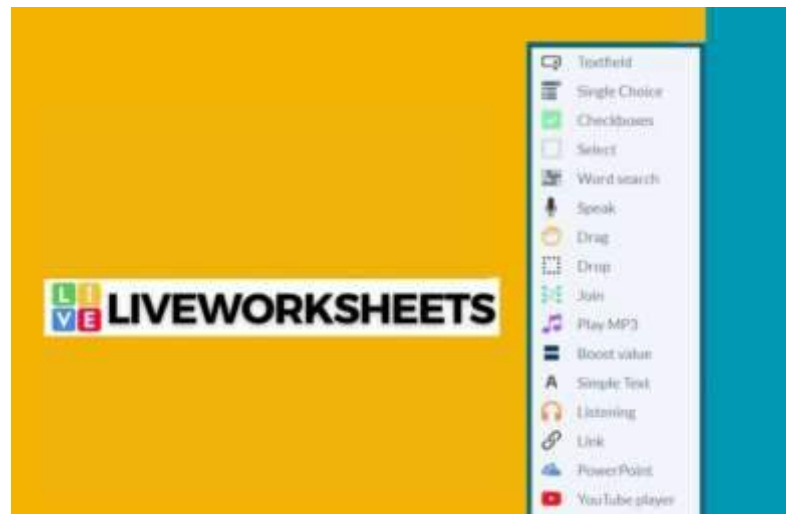 LIVE LIVEWORKSHEETS
Textfield
Single Choice
Checkboxes
Select
Word search
Speak
Drag
Drop
Join
Play MP3
Boost value
Simple Text
Listening
Link
PowerPoint
YouTube player